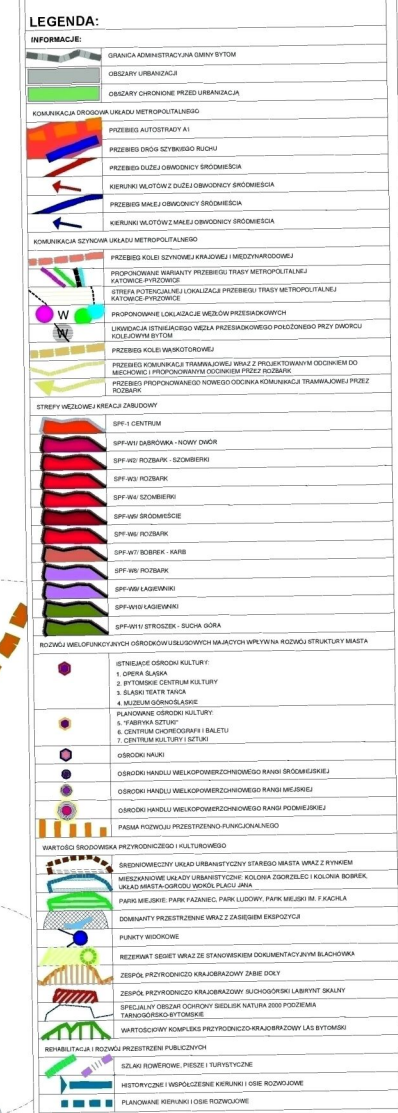 LEGENDA:
INFORMACJE:
GRANICA ADMINISTRACYJNA GMINY BYTOM
OBSZARY URBANIZACJI
OBSZARY CHRONIONE PRZED URBANIZACJĄ
KOMUNIKACJA DROGOWA UKŁADU METROPOLITALNEGO
PRZEBIEG AUTOSTRADY A1
PRZEBIEG DRÓG SZYBKIEGO RUCHU
PRZEBIEG DUŻEJ OBWODNICY ŚRÓDMIEŚCIA
KIERUNKI WLOTÓW Z DUŻEJ OBWODNICY ŚRÓDMIEŚCIA
PRZEBIEG MAŁEJ OBWODNICY ŚRÓDMIEŚCIA
KIERUNKI WLOTÓW Z MAŁEJ OBWODNICY ŚRÓDMIEŚCIA
KOMUNIKACJA SZYNOWA UKŁADU METROPOLITALNEGO
PRZEBIEG KOLEI SZYNOWEJ KRAJOWEJ I MIĘDZYNARODOWEJ
PROPONOWANE WARIANTY PRZEBIEGU TRASY METROPOLITALNEJ
KATOWICE-PYRZOWICE
STREFA POTENCJALNEJ LOKALIZACJI PRZEBIEGU TRASY METROPOLITALNEJ
KATOWICE-PYRZOWICE
W
PROPONOWANE LOKLAIZACJE WĘZŁÓW PRZESIADKOWYCH
W
LIKWIDACJA ISTNIEJĄCEGO WĘZŁA PRZESIADKOWEGO POŁOŻONEGO PRZY DWORCU
KOLEJOWYM BYTOM
PRZEBIEG KOLEI WĄSKOTOROWEJ
PRZEBIEG KOMUNIKACJI TRAMWAJOWEJ WRAZ Z PROJEKTOWANYM ODCINKIEM DO
MIECHOWIC I PROPONOWANYM ODCINKIEM PRZEZ ROZBARK
PRZEBIEG PROPONOWANEGO NOWEGO ODCINKA KOMUNIKACJI TRAMWAJOWEJ PRZEZ
ROZBARK
STREFY WĘZŁOWEJ KREACJI ZABUDOWY
SPF-1 CENTRUM
SPF-W1/ DĄBRÓWKA - NOWY DWÓR
SPF-W2/ ROZBARK - SZOMBIERKI
SPF-W3/ ROZBARK
SPF-W4/ SZOMBIERKI
SPF-W5/ ŚRÓDMIEŚCIE
SPF-W6/ ROZBARK
SPF-W7/ BOBREK - KARB
SPF-W8/ ROZBARK
SPF-W9/ ŁAGIEWNIKI
SPF-W10/ ŁAGIEWNIKI
SPF-W11/ STROSZEK - SUCHA GÓRA
ROZWÓJ WIELOFUNKCYJNYCH OŚRODKÓW USŁUGOWYCH MAJĄCYCH WPŁYW NA ROZWÓJ STRUKTURY MIASTA
ISTNIEJĄCE OŚRODKI KULTURY:
1. OPERA ŚLĄSKA
2. BYTOMSKIE CENTRUM KULTURY
3. ŚLĄSKI TEATR TAŃCA
4. MUZEUM GÓRNOŚLĄSKIE
PLANOWANE OŚRODKI KULTURY:
5. "FABRYKA SZTUKI"
6. CENTRUM CHOREOGRAFII I BALETU
7. CENTRUM KULTURY I SZTUKI
OŚRODKI NAUKI
OŚRODKI HANDLU WIELKOPOWIERZCHNIOWEGO RANGI ŚRÓDMIEJSKIEJ
OŚRODKI HANDLU WIELKOPOWIERZCHNIOWEGO RANGI MIEJSKIEJ
OŚRODKI HANDLU WIELKOPOWIERZCHNIOWEGO RANGI PODMIEJSKIEJ
PASMA ROZWOJU PRZESTRZENNO-FUNKCJONALNEGO
WARTOŚCI ŚRODOWISKA PRZYRODNICZEGO I KULTUROWEGO
ŚREDNIOWIECZNY UKŁAD URBANISTYCZNY STAREGO MIASTA WRAZ Z RYNKIEM
MIESZKANIOWE UKŁADY URBANISTYCZNE: KOLONIA ZGORZELEC I KOLONIA BOBREK,
UKŁAD MIASTA-OGRODU WOKÓŁ PLACU JANA
PARKI MIEJSKIE: PARK FAZANIEC, PARK LUDOWY, PARK MIEJSKI IM. F.KACHLA
DOMINANTY PRZESTRZENNE WRAZ Z ZASIĘGIEM EKSPOZYCJI
PUNKTY WIDOKOWE
REZERWAT SEGIET WRAZ ZE STANOWISKIEM DOKUMENTACYJNYM BLACHÓWKA
ZESPÓŁ PRZYRODNICZO KRAJOBRAZOWY ŻABIE DOŁY
ZESPÓŁ PRZYRODNICZO KRAJOBRAZOWY SUCHOGÓRSKI LABIRYNT SKALNY
SPECJALNY OBSZAR OCHRONY SIEDLISK NATURA 2000 PODZIEMIA
TARNOGÓRSKO-BYTOMSKIE
WARTOŚCIOWY KOMPLEKS PRZYRODNICZO-KRAJOBRAZOWY LAS BYTOMSKI
REHABILITACJA I ROZWÓJ PRZESTRZENI PUBLICZNYCH
SZLAKI ROWEROWE, PIESZE I TURYSTYCZNE
HISTORYCZNE I WSPÓŁCZESNE KIERUNKI I OSIE ROZWOJOWE
PLANOWANE KIERUNKI I OSIE ROZWOJOWE